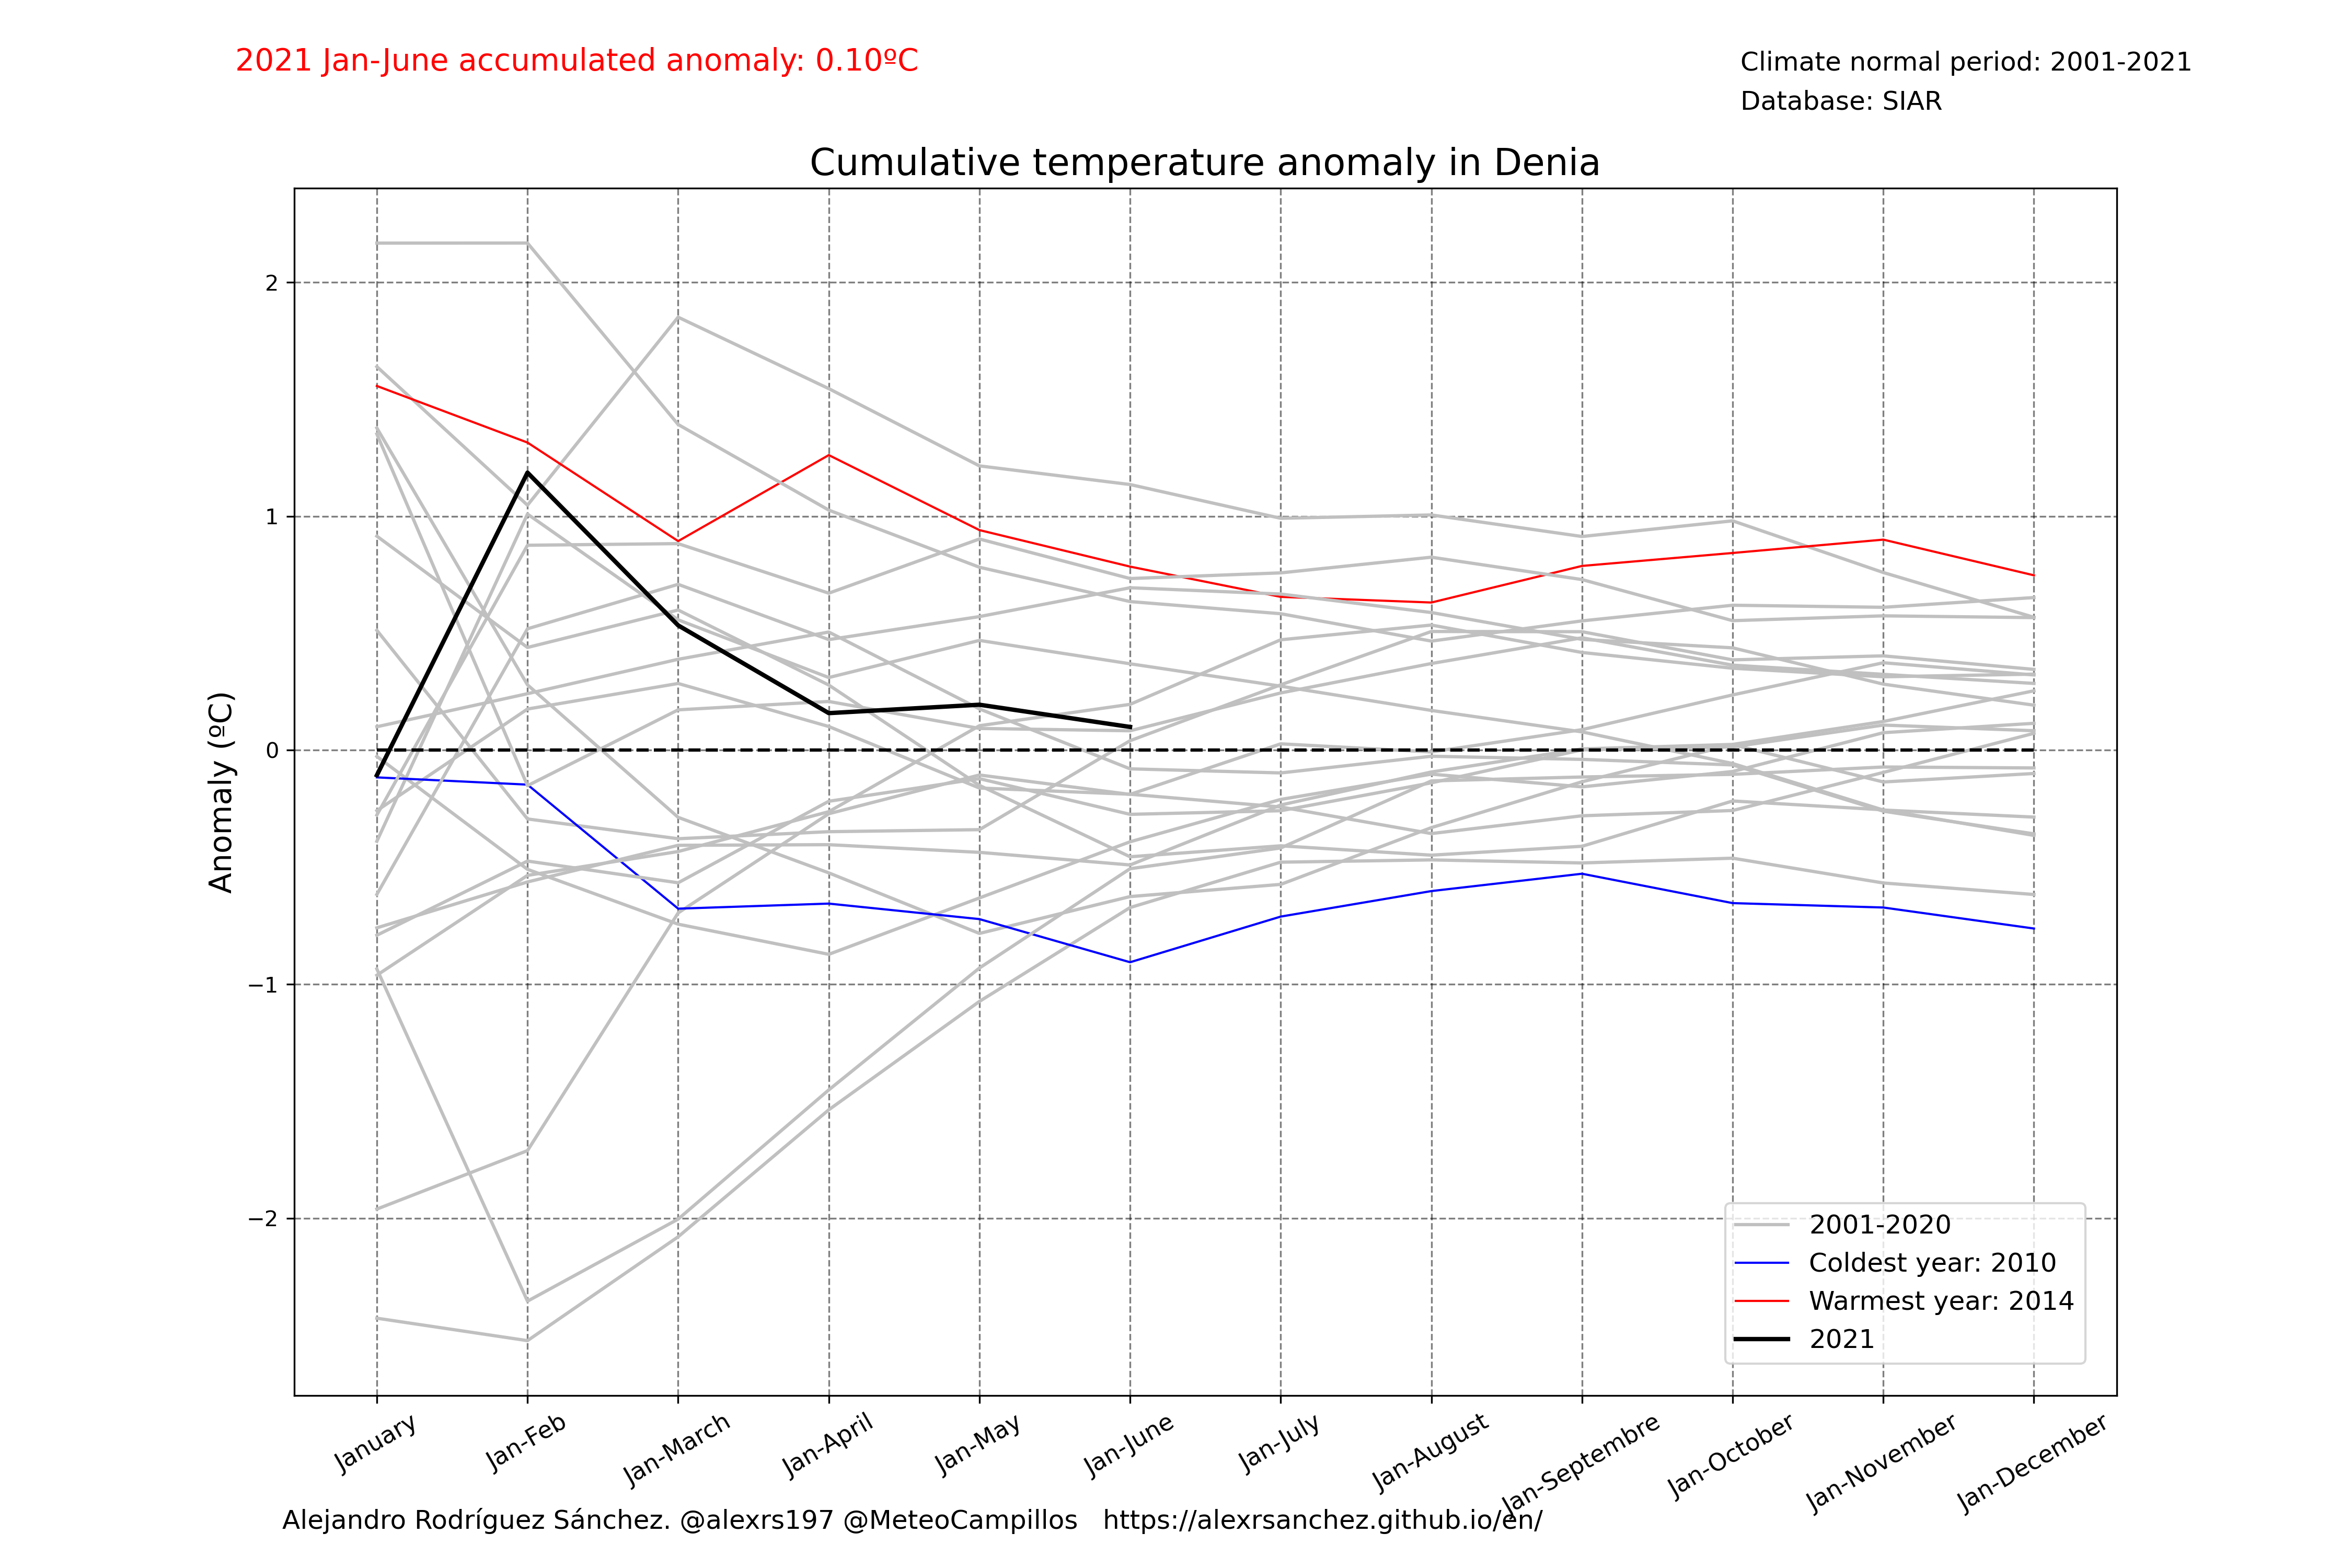 2021 Jan-June accumulated anomaly: 0.10ºC
Climate normal period: 2001-2021
Database: SIAR
Cumulative temperature anomaly in Denia
Anomaly (ºC)
2
1
0
−1
−2
2001-2020
Coldest year: 2010
Warmest year: 2014
2021
January
Jan-Feb
Jan-March
Jan-April
Jan-May
Jan-June
Jan-July
Jan-August
Jan-Septembre
Jan-October
Jan-November
Jan-December
Alejandro Rodríguez Sánchez. @alexrs197 @MeteoCampillos   https://alexrsanchez.github.io/en/